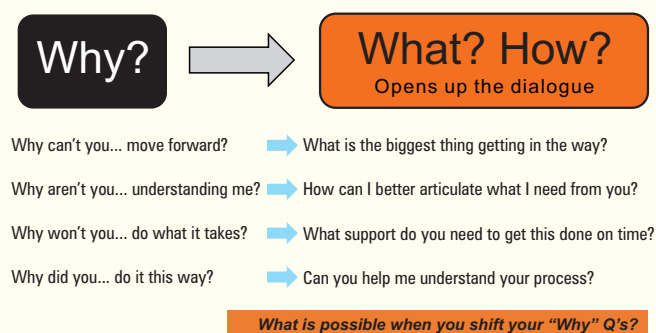 Why?
What? How?
Opens up the dialogue
Why can't you... move forward?
What is the biggest thing getting in the way?
Why aren't you... understanding me?
How can I better articulate what I need from you?
Why won't you... do what it takes?
What support do you need to get this done on time?
Why did you... do it this way?
Can you help me understand your process?
What is possible when you shift your “Why” Q’s?